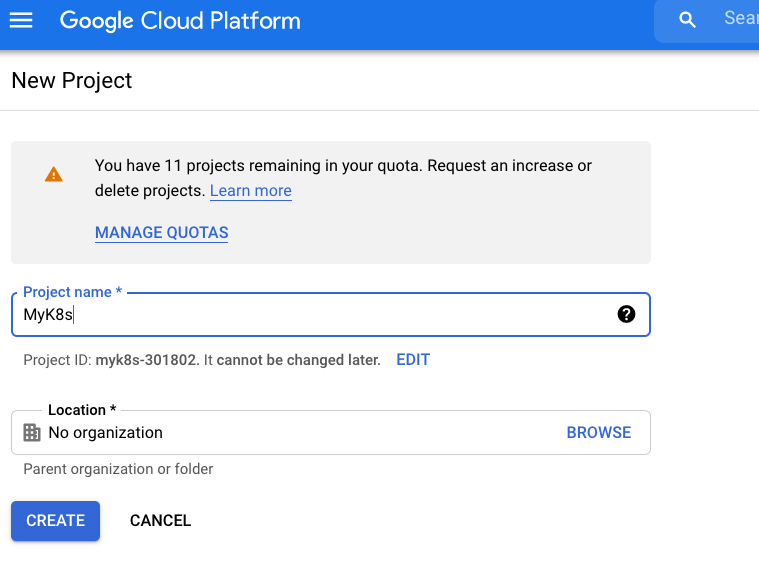 Google Cloud Platform
New Project
You have 11 projects remaining in your quota. Request an increase or
delete projects. Learn more
MANAGE QUOTAS
Project name *
MyK8s
Project ID: myk8s-301802. It cannot be changed later. EDIT
Location *
No organization BROWSE
Parent organization or folder
CREATE CANCEL